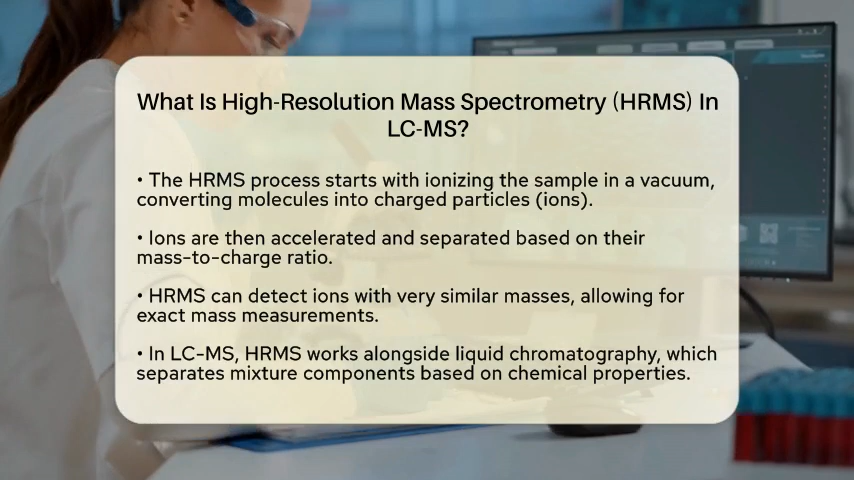 What Is High-Resolution Mass Spectrometry (HRMS) In
LC-MS?
• The HRMS process starts with ionizing the sample in a vacuum,
converting molecules into charged particles (ions).
• Ions are then accelerated and separated based on their
mass-to-charge ratio.
• HRMS can detect ions with very similar masses, allowing for
exact mass measurements.
• In LC-MS, HRMS works alongside liquid chromatography, which
separates mixture components based on chemical properties.